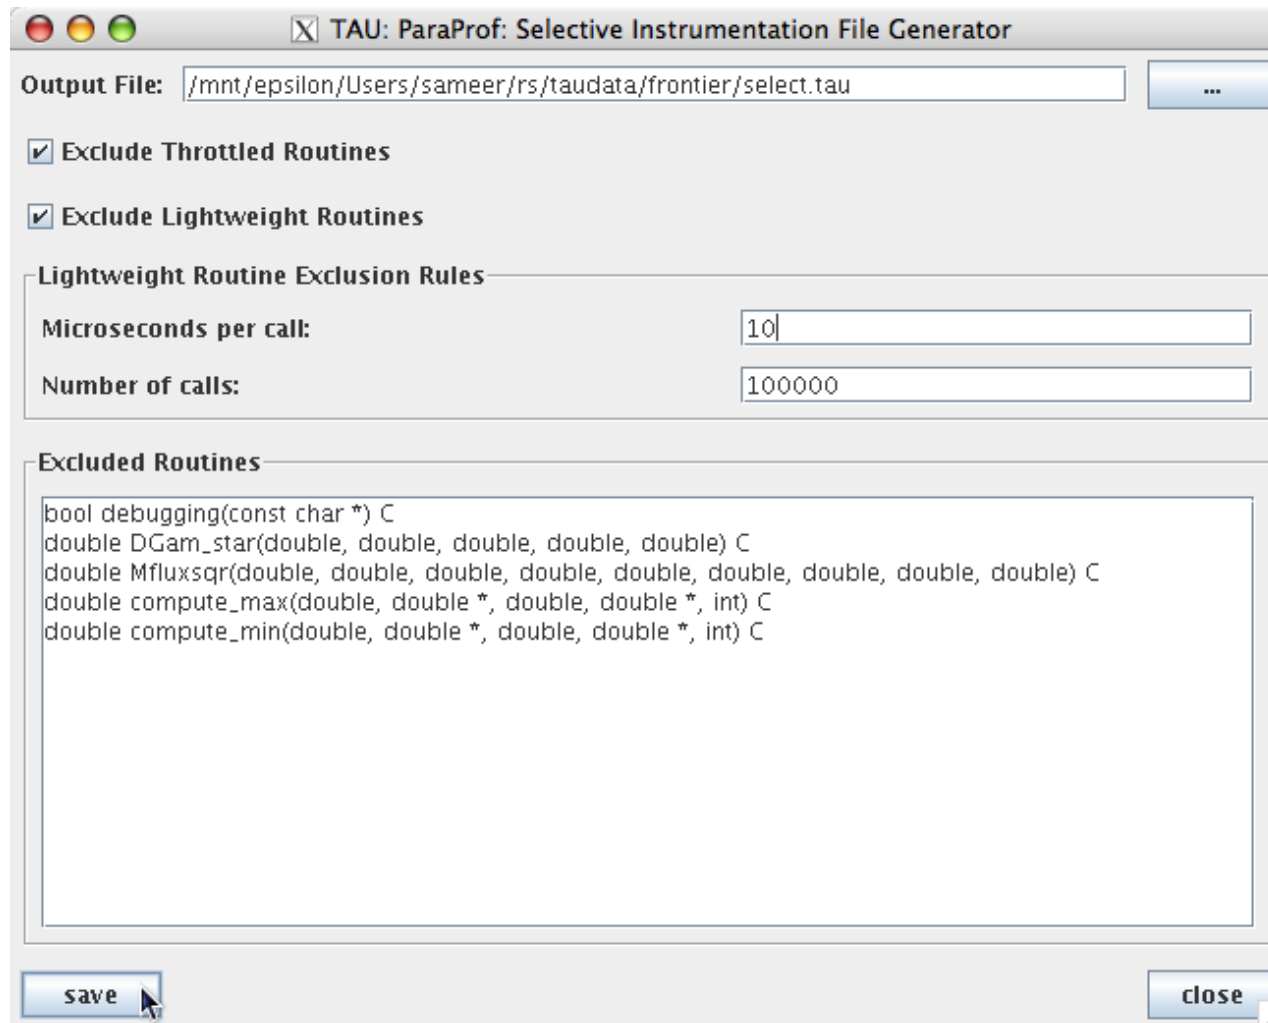 X TAU: ParaProf: Selective Instrumentation File Generator
Output File: /mnt/epsilon/Users/sameer/rs/taudata/frontier/select.tau ...
Exclude Throttled Routines
Exclude Lightweight Routines
Lightweight Routine Exclusion Rules
Microseconds per call: 10
Number of calls: 100000
Excluded Routines
bool debugging(const char *) C
double DGam_star(double, double, double, double, double) C
double Mfluxsqr(double, double, double, double, double, double, double, double, double) C
double compute_max(double, double *, double, double *, int) C
double compute_min(double, double *, double, double *, int) C
save close